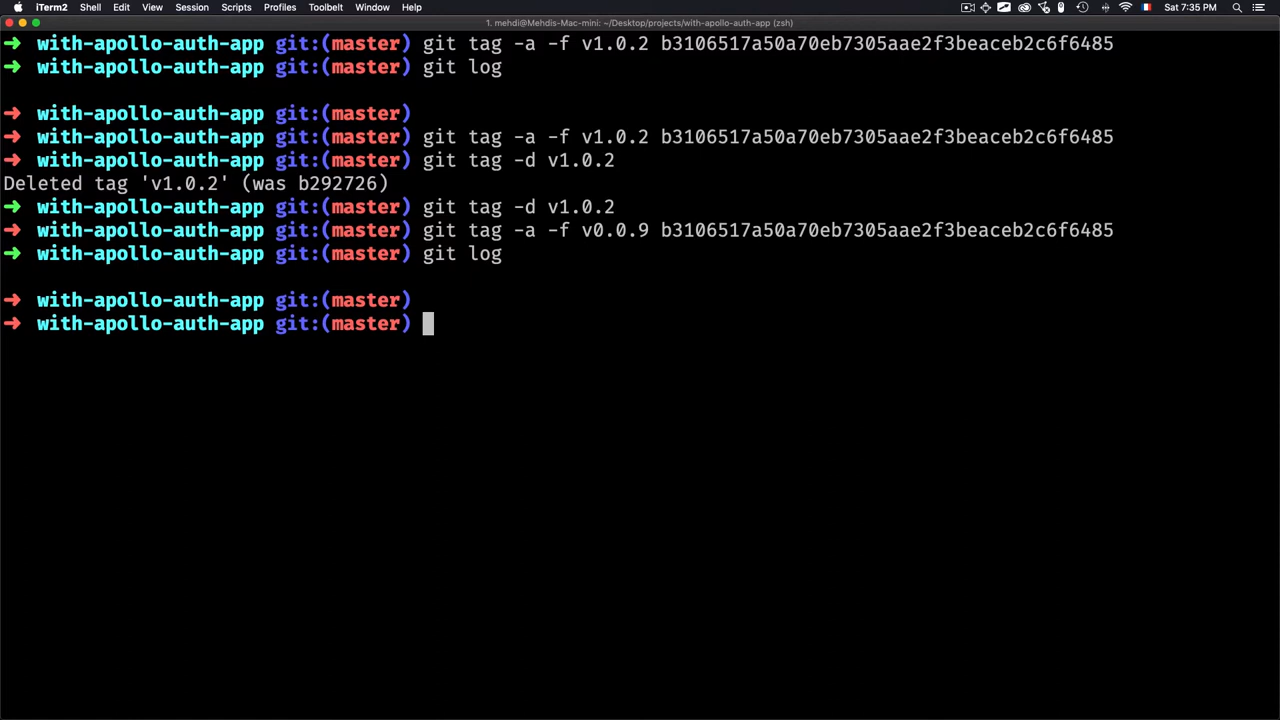 iTerm2 Shell Edit View Session Scripts Profiles Toolbelt Window Help Sat 7:35 PM
1. mehdi@Mehdis-Mac-mini: ~/Desktop/projects/with-apollo-auth-app (zsh)
➜ with-apollo-auth-app git:(master) git tag -a -f v1.0.2 b3106517a50a70eb7305aae2f3beaceb2c6f6485
➜ with-apollo-auth-app git:(master) git log
➜ with-apollo-auth-app git:(master)
➜ with-apollo-auth-app git:(master) git tag -a -f v1.0.2 b3106517a50a70eb7305aae2f3beaceb2c6f6485
➜ with-apollo-auth-app git:(master) git tag -d v1.0.2
Deleted tag 'v1.0.2' (was b292726)
➜ with-apollo-auth-app git:(master) git tag -d v1.0.2
➜ with-apollo-auth-app git:(master) git tag -a -f v0.0.9 b3106517a50a70eb7305aae2f3beaceb2c6f6485
➜ with-apollo-auth-app git:(master) git log
➜ with-apollo-auth-app git:(master)
➜ with-apollo-auth-app git:(master)